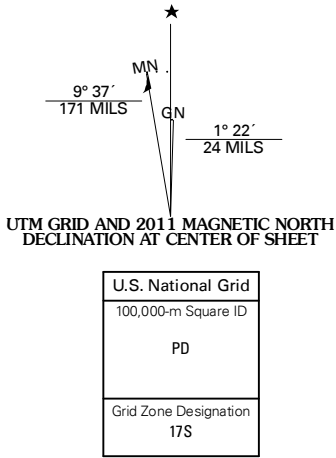 ★
MN
9° 37´
171 MILS
GN
1° 22´
24 MILS
UTM GRID AND 2011 MAGNETIC NORTH
DECLINATION AT CENTER OF SHEET
U.S. National Grid
100,000-m Square ID
PD
Grid Zone Designation
17S